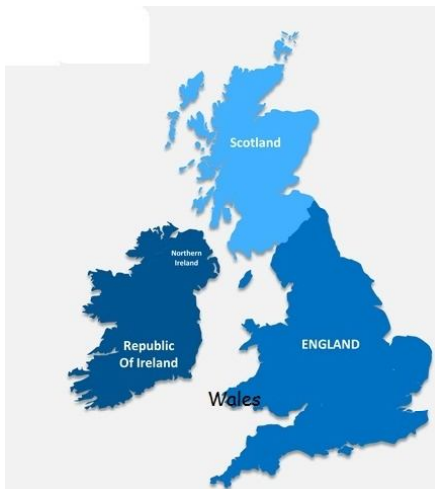 Scotland
Northern
Ireland
Republic
Of Ireland
ENGLAND
Wales